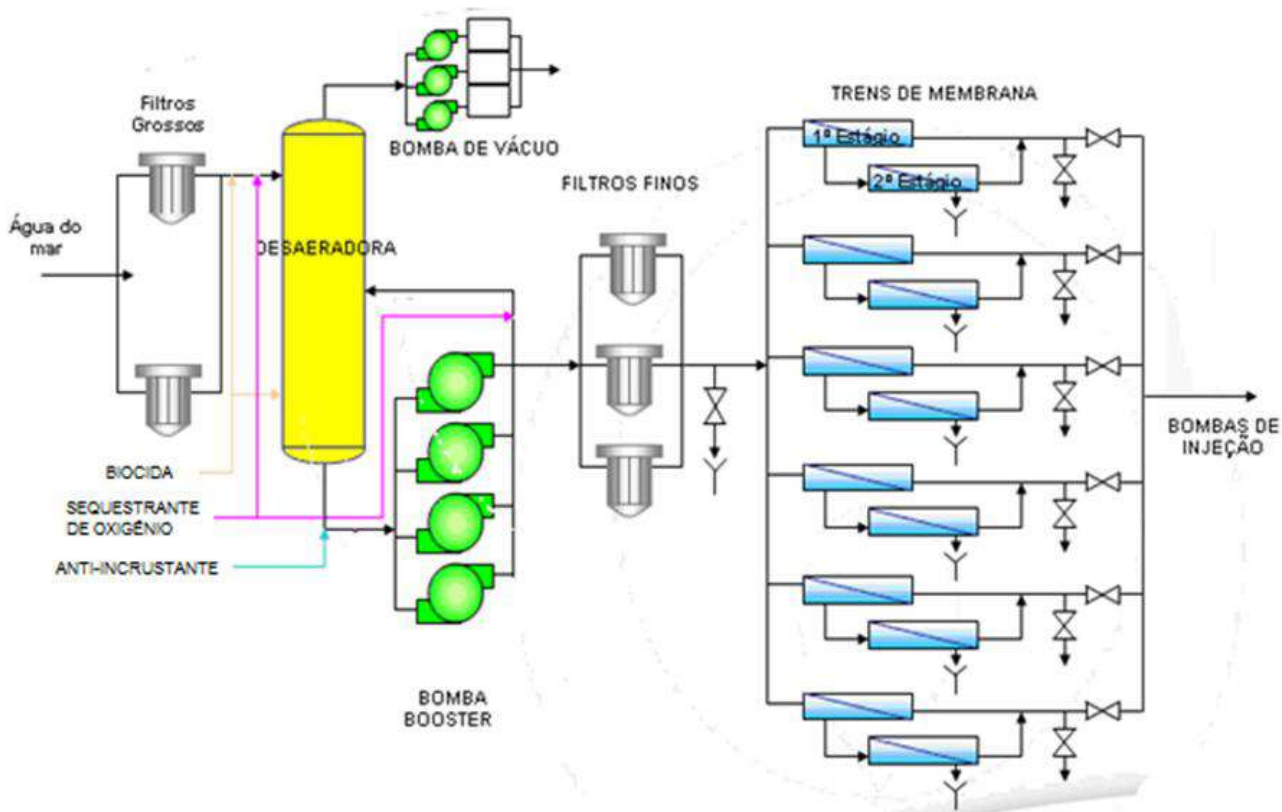 Filtros
Grossos
Água do
mar
DESAERADORA
BOMBA DE VÁCUO
BIOCIDA
SEQUESTRANTE
DE OXIGÉNIO
ANTI-INCRUSTANTE
BOMBA
BOOSTER
FILTROS FINOS
TRENS DE MEMBRANA
1º Estágio
2º Estágio
BOMBAS DE
INJEÇÃO